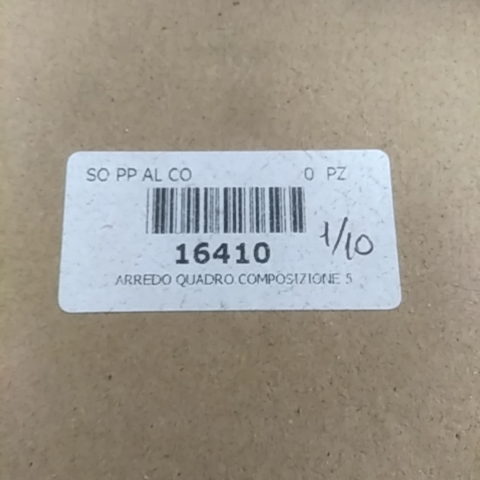 SO PP AL CO 0 PZ
16410 1/10
ARREDO QUADRO COMPOSIZIONE 5